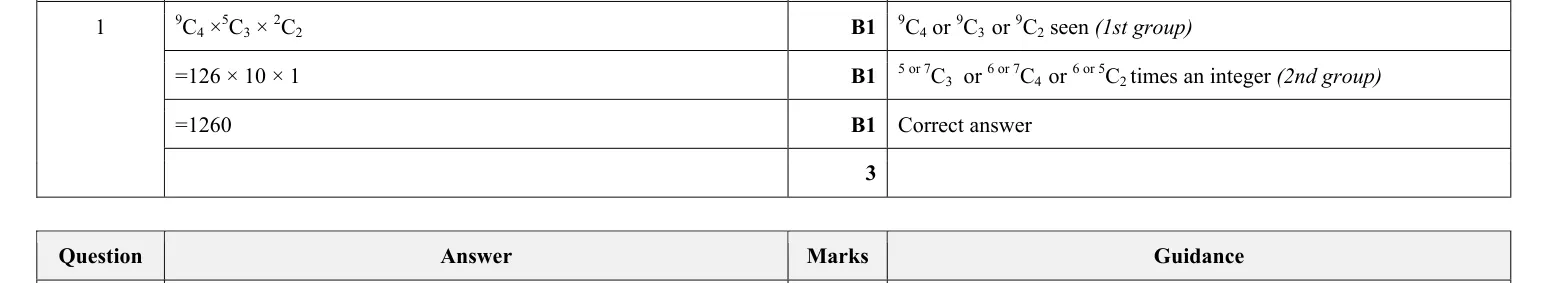 1 ⁹C₄ ×⁵C₃ × ²C₂ B1 ⁹C₄ or ⁹C₃ or ⁹C₂ seen (1st group)
=126 × 10 × 1 B1 ⁵ ᵒʳ ⁷C₃ or ⁶ ᵒʳ ⁷C₄ or ⁶ ᵒʳ ⁵C₂ times an integer (2nd group)
=1260 B1 Correct answer
3
Question Answer Marks Guidance